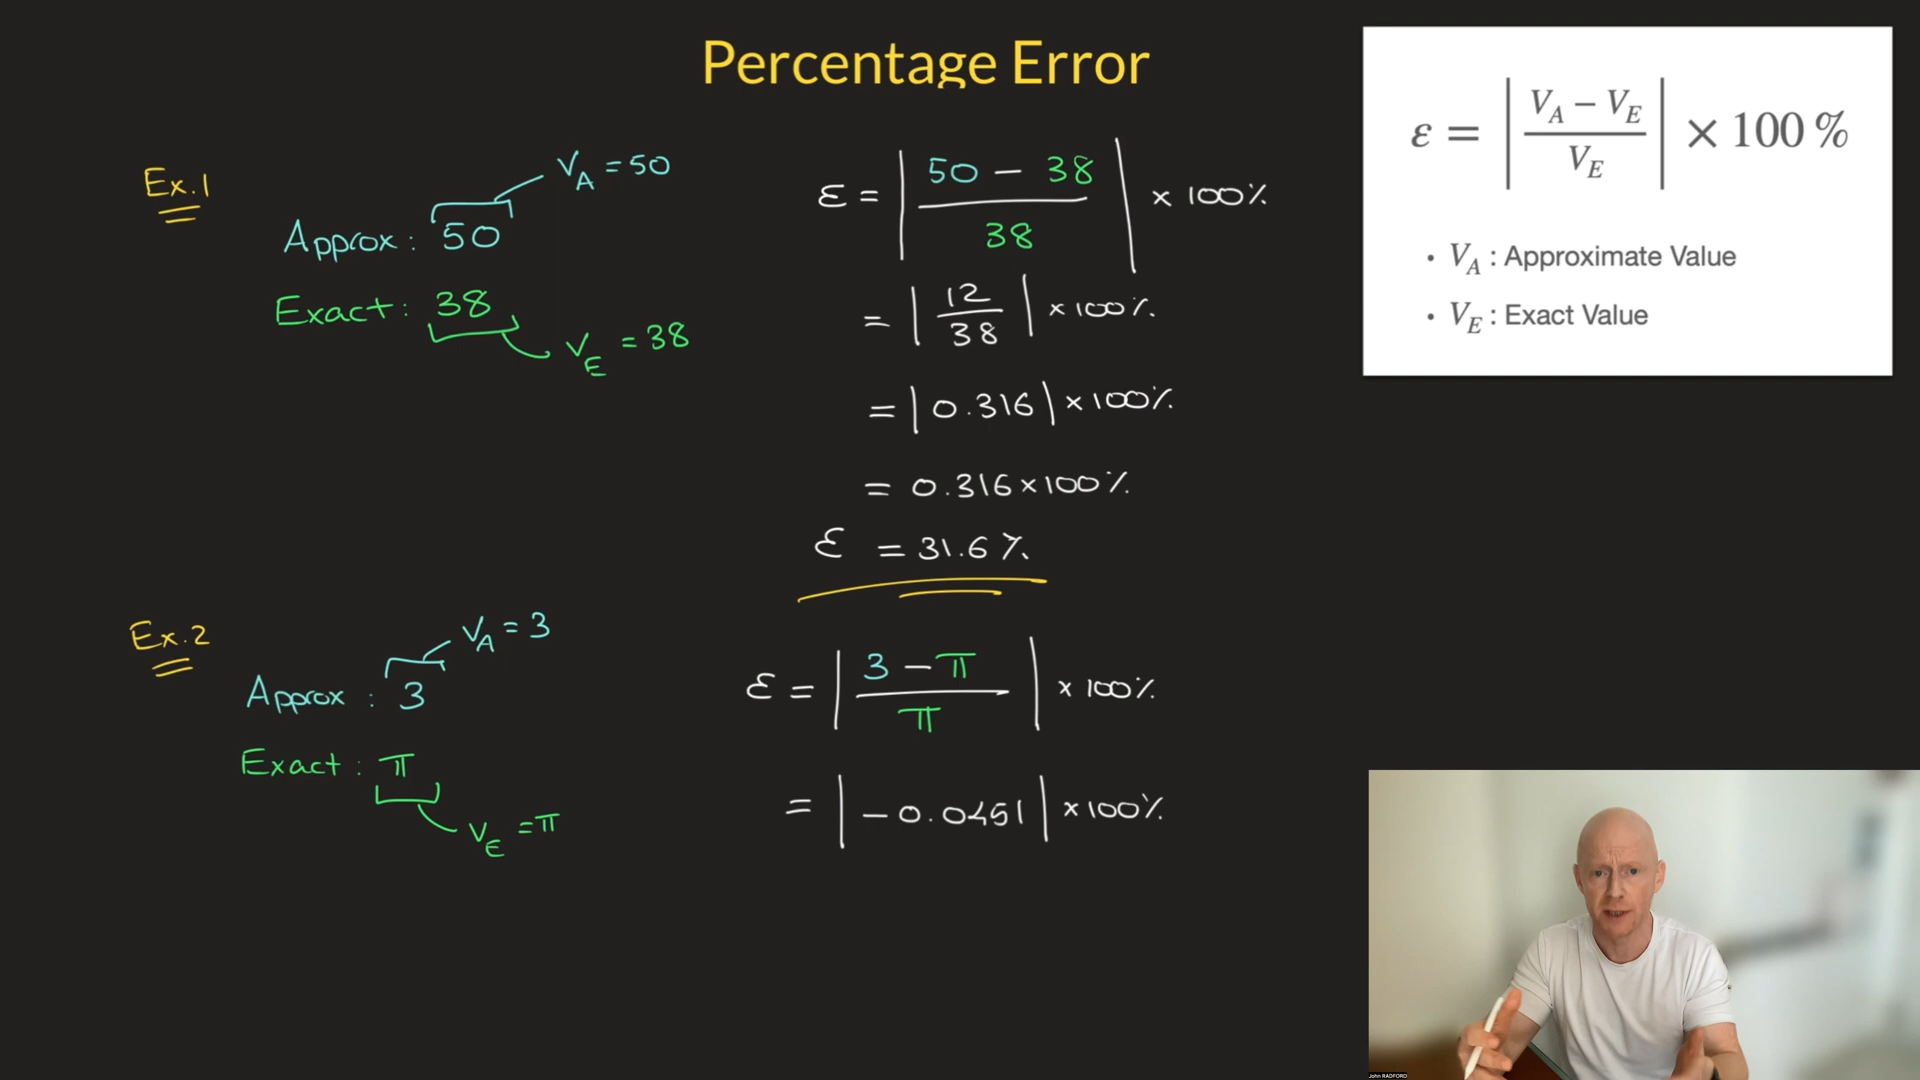 Percentage Error
ε = | V_A − V_E / V_E | × 100 %
• V_A : Approximate Value
• V_E : Exact Value
Ex.1
V_A = 50
Approx : 50
Exact : 38
V_E = 38
ε = | 50 − 38 / 38 | × 100%
= | 12 / 38 | × 100%
= | 0.316 | × 100%
= 0.316 × 100%
ε = 31.6%
Ex.2
V_A = 3
Approx : 3
Exact : π
V_E = π
ε = | 3 − π / π | × 100%
= | − 0.0451 | × 100%
John RADFORD